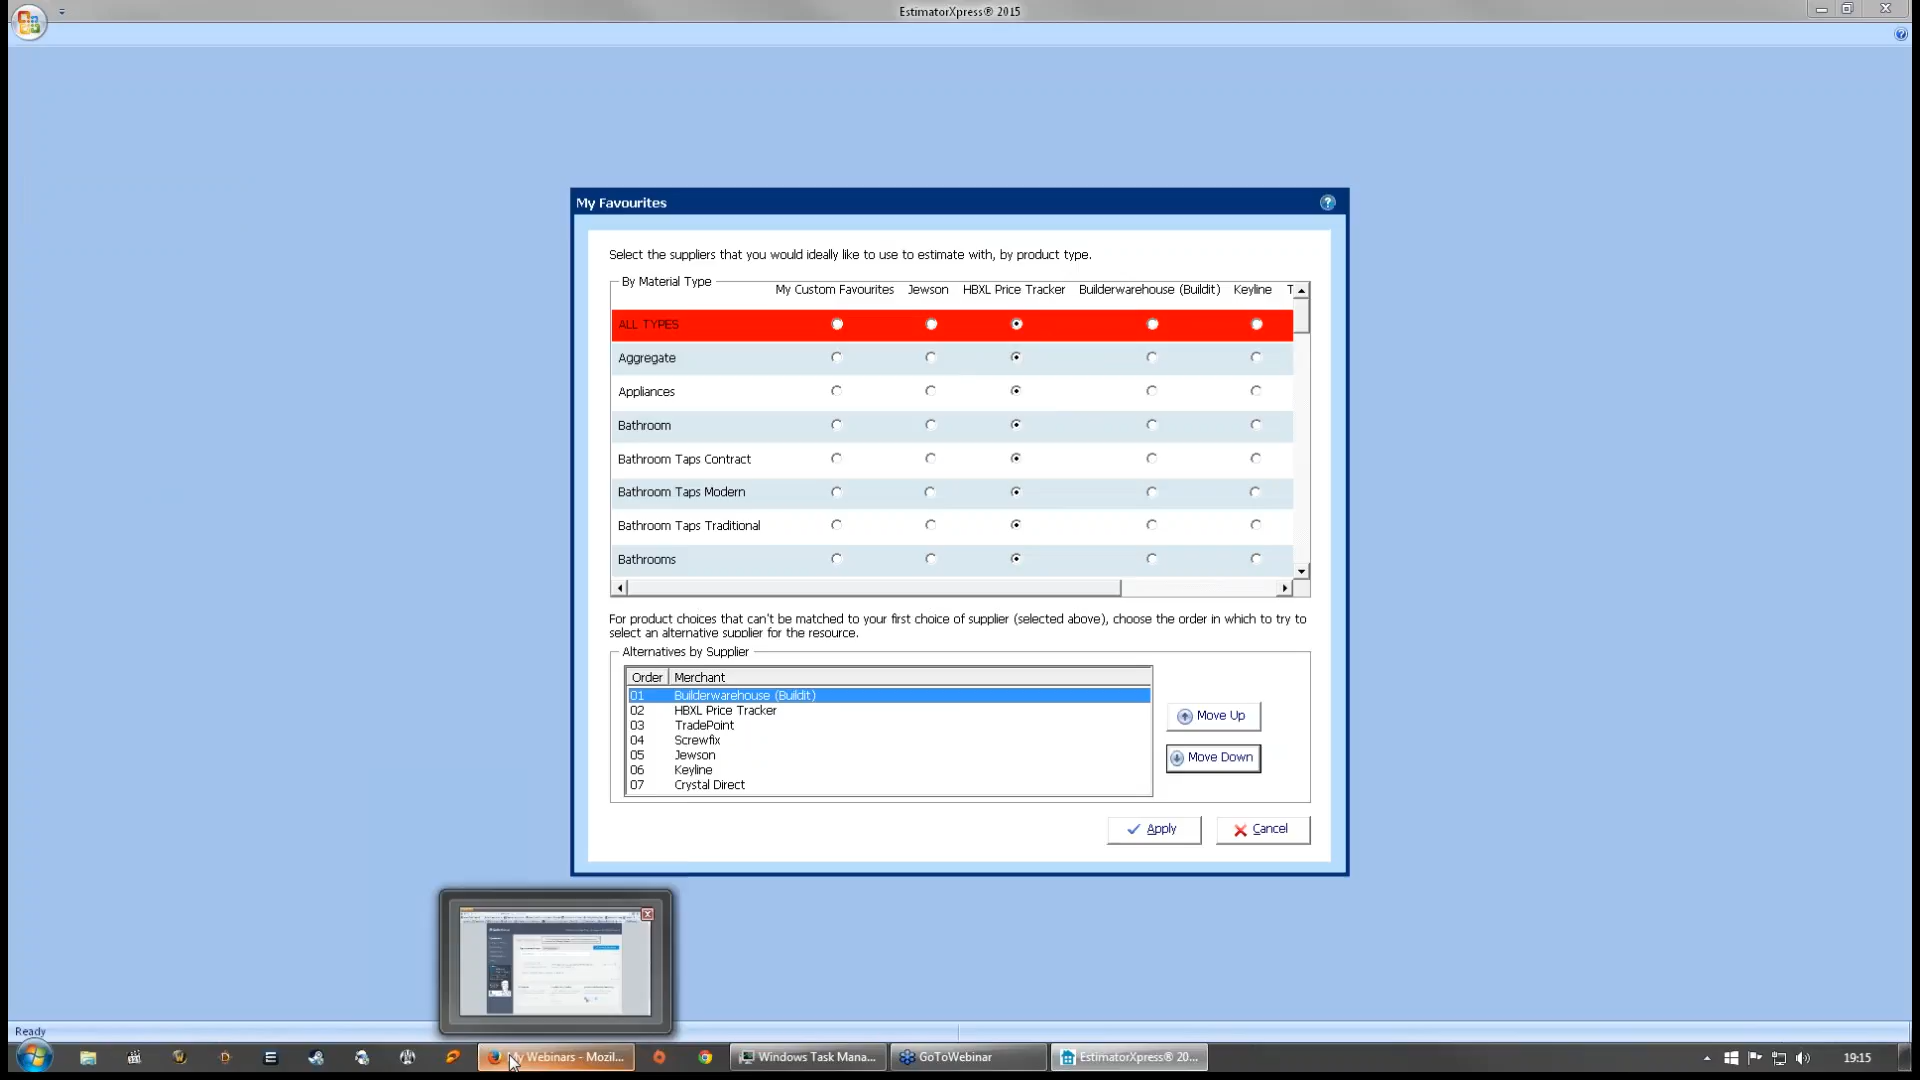 EstimatorXpress® 2015
My Favourites
Select the suppliers that you would ideally like to use to estimate with, by product type.
By Material Type
My Custom Favourites Jewson HBXL Price Tracker Builderwarehouse (Buildit) Keyline T
ALL TYPES
Aggregate
Appliances
Bathroom
Bathroom Taps Contract
Bathroom Taps Modern
Bathroom Taps Traditional
Bathrooms
For product choices that can't be matched to your first choice of supplier (selected above), choose the order in which to try to
select an alternative supplier for the resource.
Alternatives by Supplier
Order Merchant
01 Builderwarehouse (Buildit)
02 HBXL Price Tracker
03 TradePoint
04 Screwfix
05 Jewson
06 Keyline
07 Crystal Direct
Move Up
Move Down
Apply
Cancel
Ready
My Webinars - Mozil...
Windows Task Mana...
GoToWebinar
EstimatorXpress® 20...
19:15